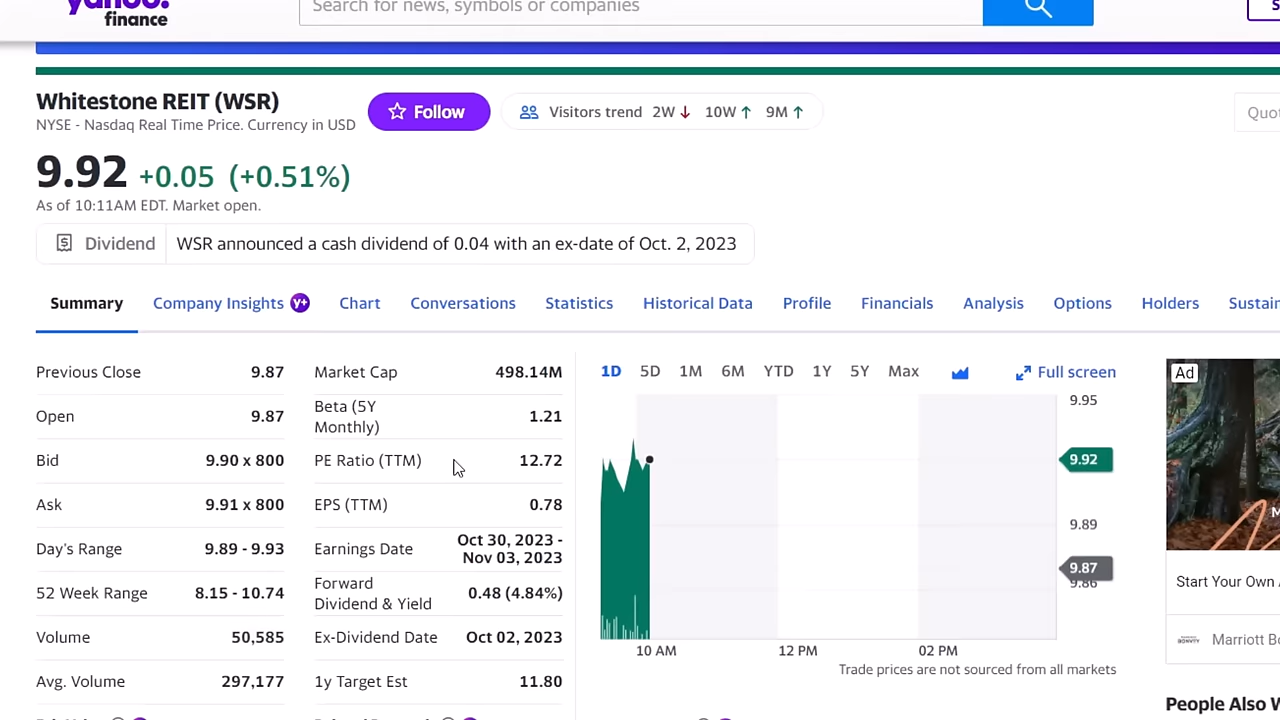 yahoo!
finance
Search for news, symbols or companies
Whitestone REIT (WSR)
Follow
Visitors trend 2W 10W 9M
NYSE - Nasdaq Real Time Price. Currency in USD
9.92 +0.05 (+0.51%)
As of 10:11AM EDT. Market open.
Dividend WSR announced a cash dividend of 0.04 with an ex-date of Oct. 2, 2023
Summary Company Insights y+ Chart Conversations Statistics Historical Data Profile Financials Analysis Options Holders
Previous Close 9.87
Open 9.87
Bid 9.90 x 800
Ask 9.91 x 800
Day's Range 9.89 - 9.93
52 Week Range 8.15 - 10.74
Volume 50,585
Avg. Volume 297,177
Market Cap 498.14M
Beta (5Y
Monthly) 1.21
PE Ratio (TTM) 12.72
EPS (TTM) 0.78
Earnings Date Oct 30, 2023 -
Nov 03, 2023
Forward
Dividend & Yield 0.48 (4.84%)
Ex-Dividend Date Oct 02, 2023
1y Target Est 11.80
1D 5D 1M 6M YTD 1Y 5Y Max Full screen
9.95
9.92
9.89
9.87
9.86
10 AM 12 PM 02 PM
Trade prices are not sourced from all markets
Ad
Start Your Own
Marriott
People Also